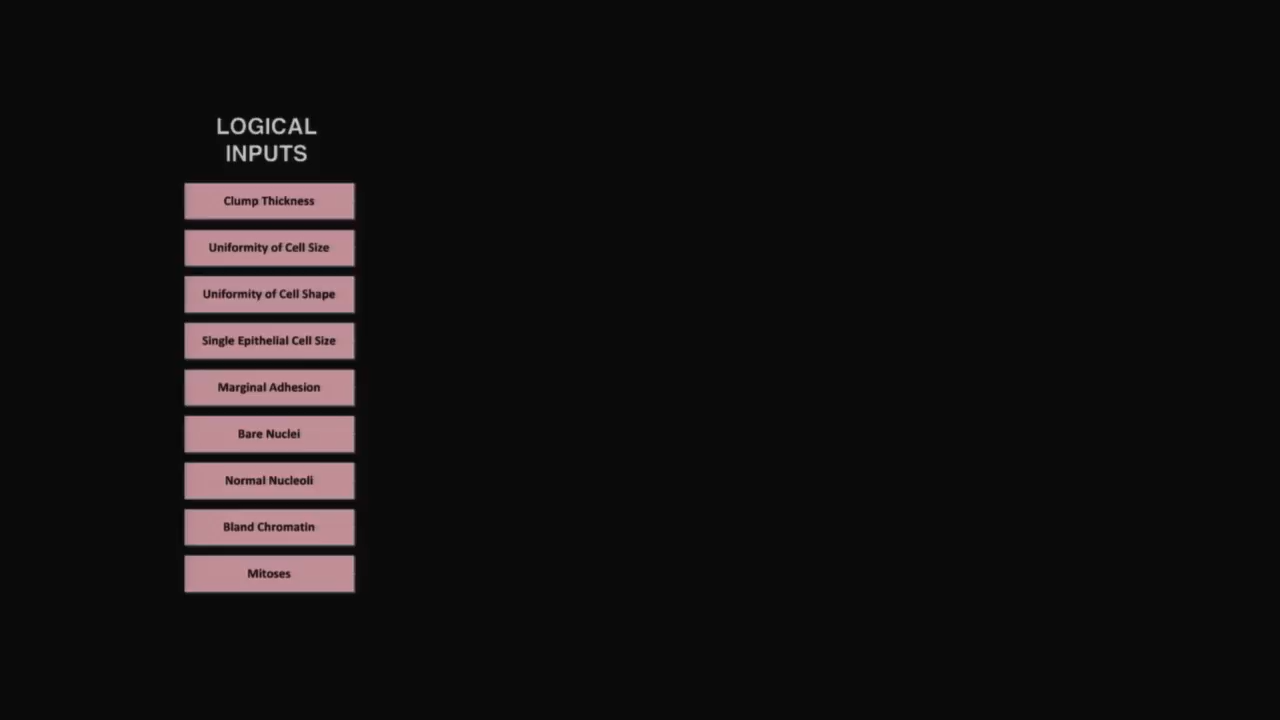 LOGICAL
INPUTS
Clump Thickness
Uniformity of Cell Size
Uniformity of Cell Shape
Single Epithelial Cell Size
Marginal Adhesion
Bare Nuclei
Normal Nucleoli
Bland Chromatin
Mitoses